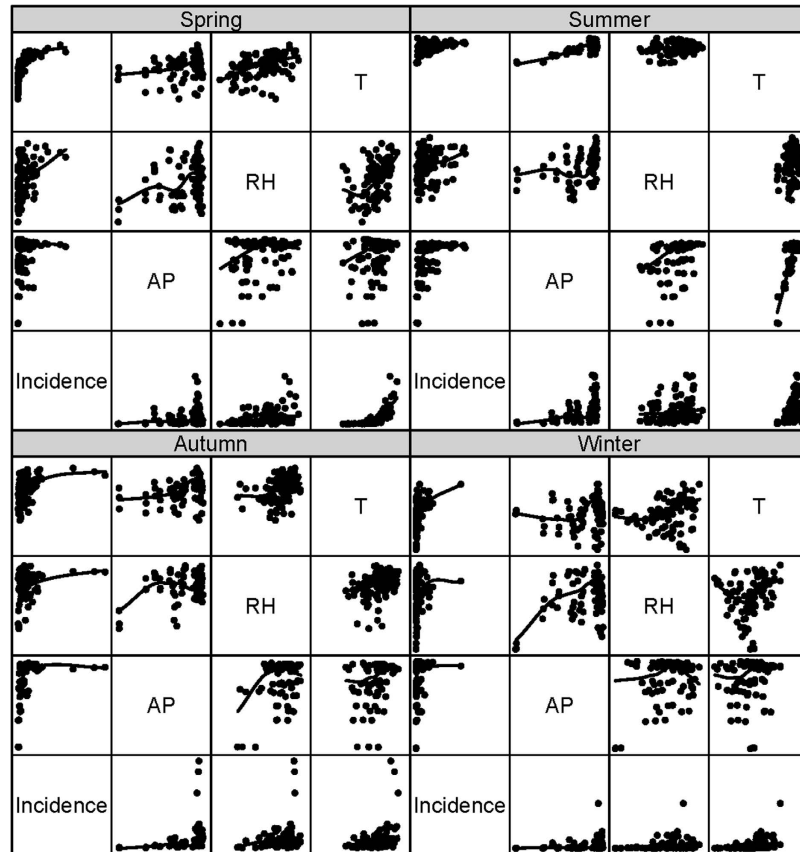 Spring Summer
T T
RH RH
AP AP
Incidence Incidence
Autumn Winter
T T
RH RH
AP AP
Incidence Incidence